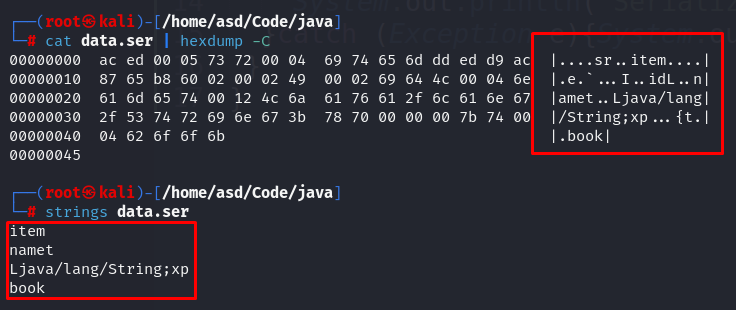 ┌──(root㉿kali)-[/home/asd/Code/java]
└─# cat data.ser | hexdump -C
00000000  ac ed 00 05 73 72 00 04  69 74 65 6d dd ed d9 ac  |....sr..item....|
00000010  87 65 b8 60 02 00 02 49  00 02 69 64 4c 00 04 6e  |.e.`...I..idL..n|
00000020  61 6d 65 74 00 12 4c 6a  61 76 61 2f 6c 61 6e 67  |amet..Ljava/lang|
00000030  2f 53 74 72 69 6e 67 3b  78 70 00 00 00 7b 74 00  |/String;xp...{t.|
00000040  04 62 6f 6f 6b  |.book|
00000045
┌──(root㉿kali)-[/home/asd/Code/java]
└─# strings data.ser
item
namet
Ljava/lang/String;xp
book